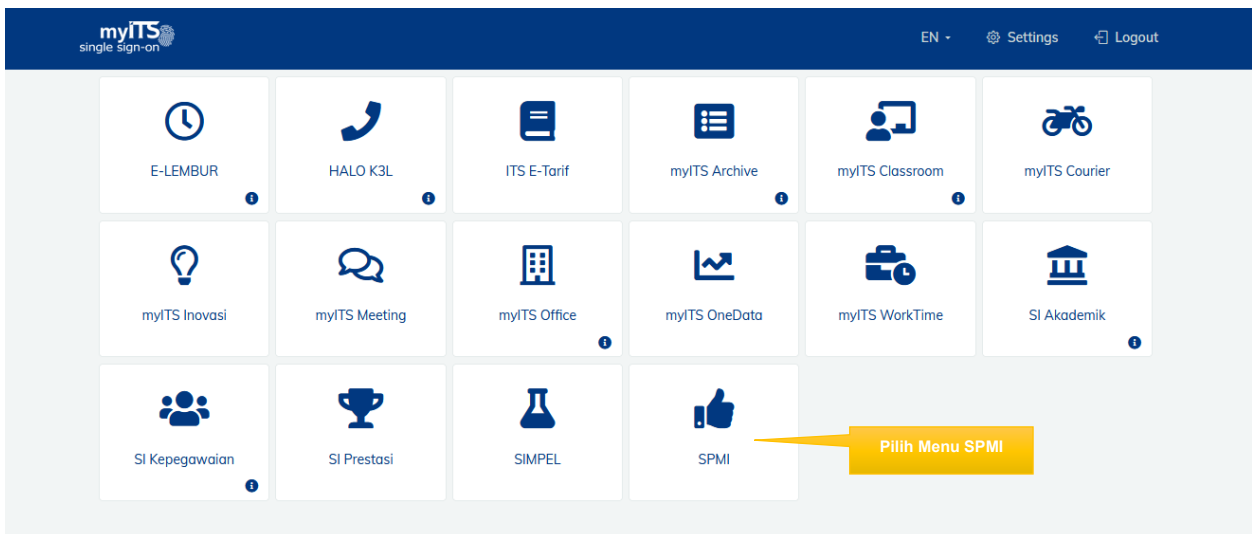 myITS
single sign-on
EN
Settings
Logout
E-LEMBUR
HALO K3L
ITS E-Tarif
myITS Archive
myITS Classroom
myITS Courier
myITS Inovasi
myITS Meeting
myITS Office
myITS OneData
myITS WorkTime
SI Akademik
SI Kepegawaian
SI Prestasi
SIMPEL
SPMI
Pilih Menu SPMI